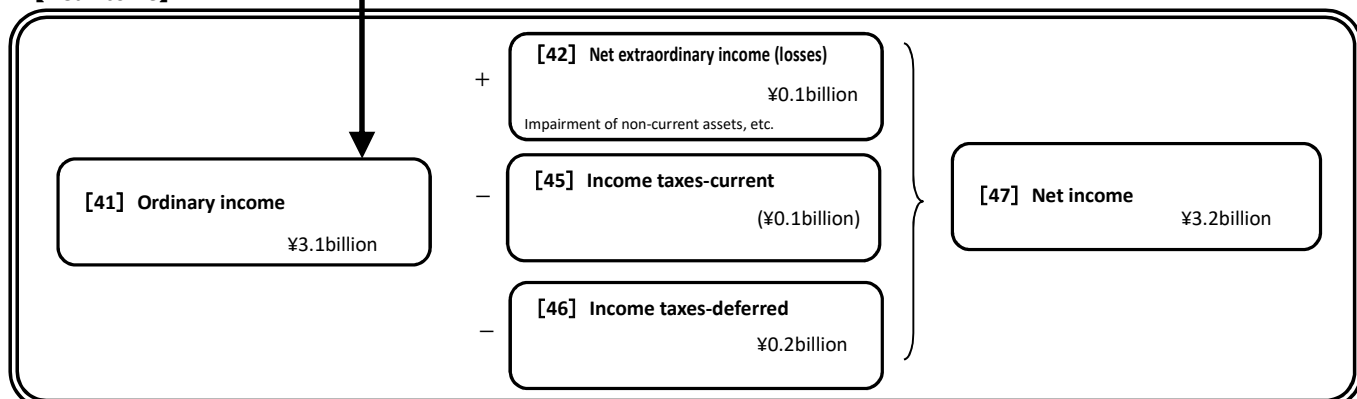 [41] Ordinary income
¥3.1billion
+
[42] Net extraordinary income (losses)
¥0.1billion
Impairment of non-current assets, etc.
−
[45] Income taxes-current
(¥0.1billion)
−
[46] Income taxes-deferred
¥0.2billion
[47] Net income
¥3.2billion